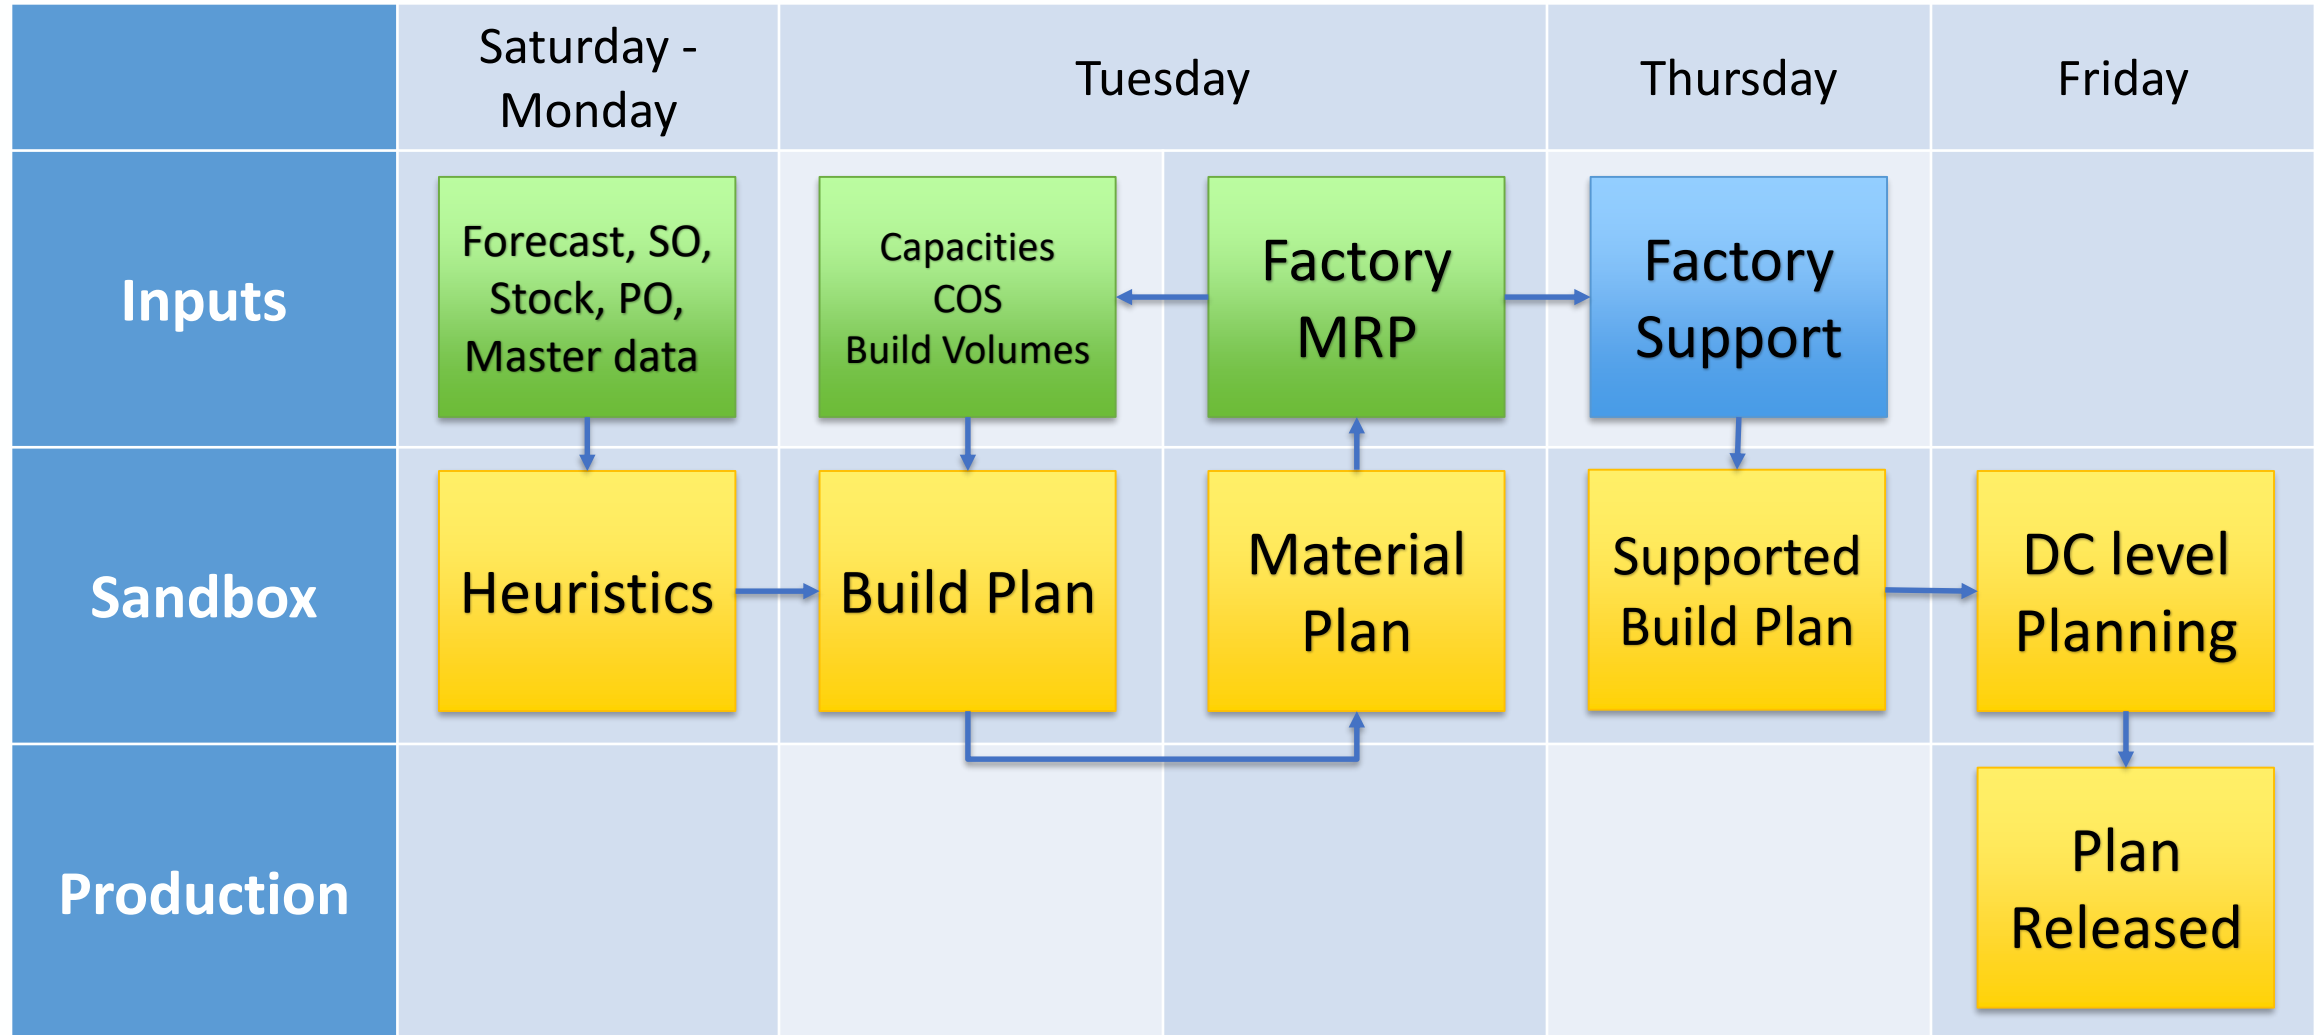 Saturday -
Monday
Tuesday
Thursday
Friday
Inputs
Forecast, SO,
Stock, PO,
Master data
Capacities
COS
Build Volumes
Factory
MRP
Factory
Support
Sandbox
Heuristics
Build Plan
Material
Plan
Supported
Build Plan
DC level
Planning
Production
Plan
Released